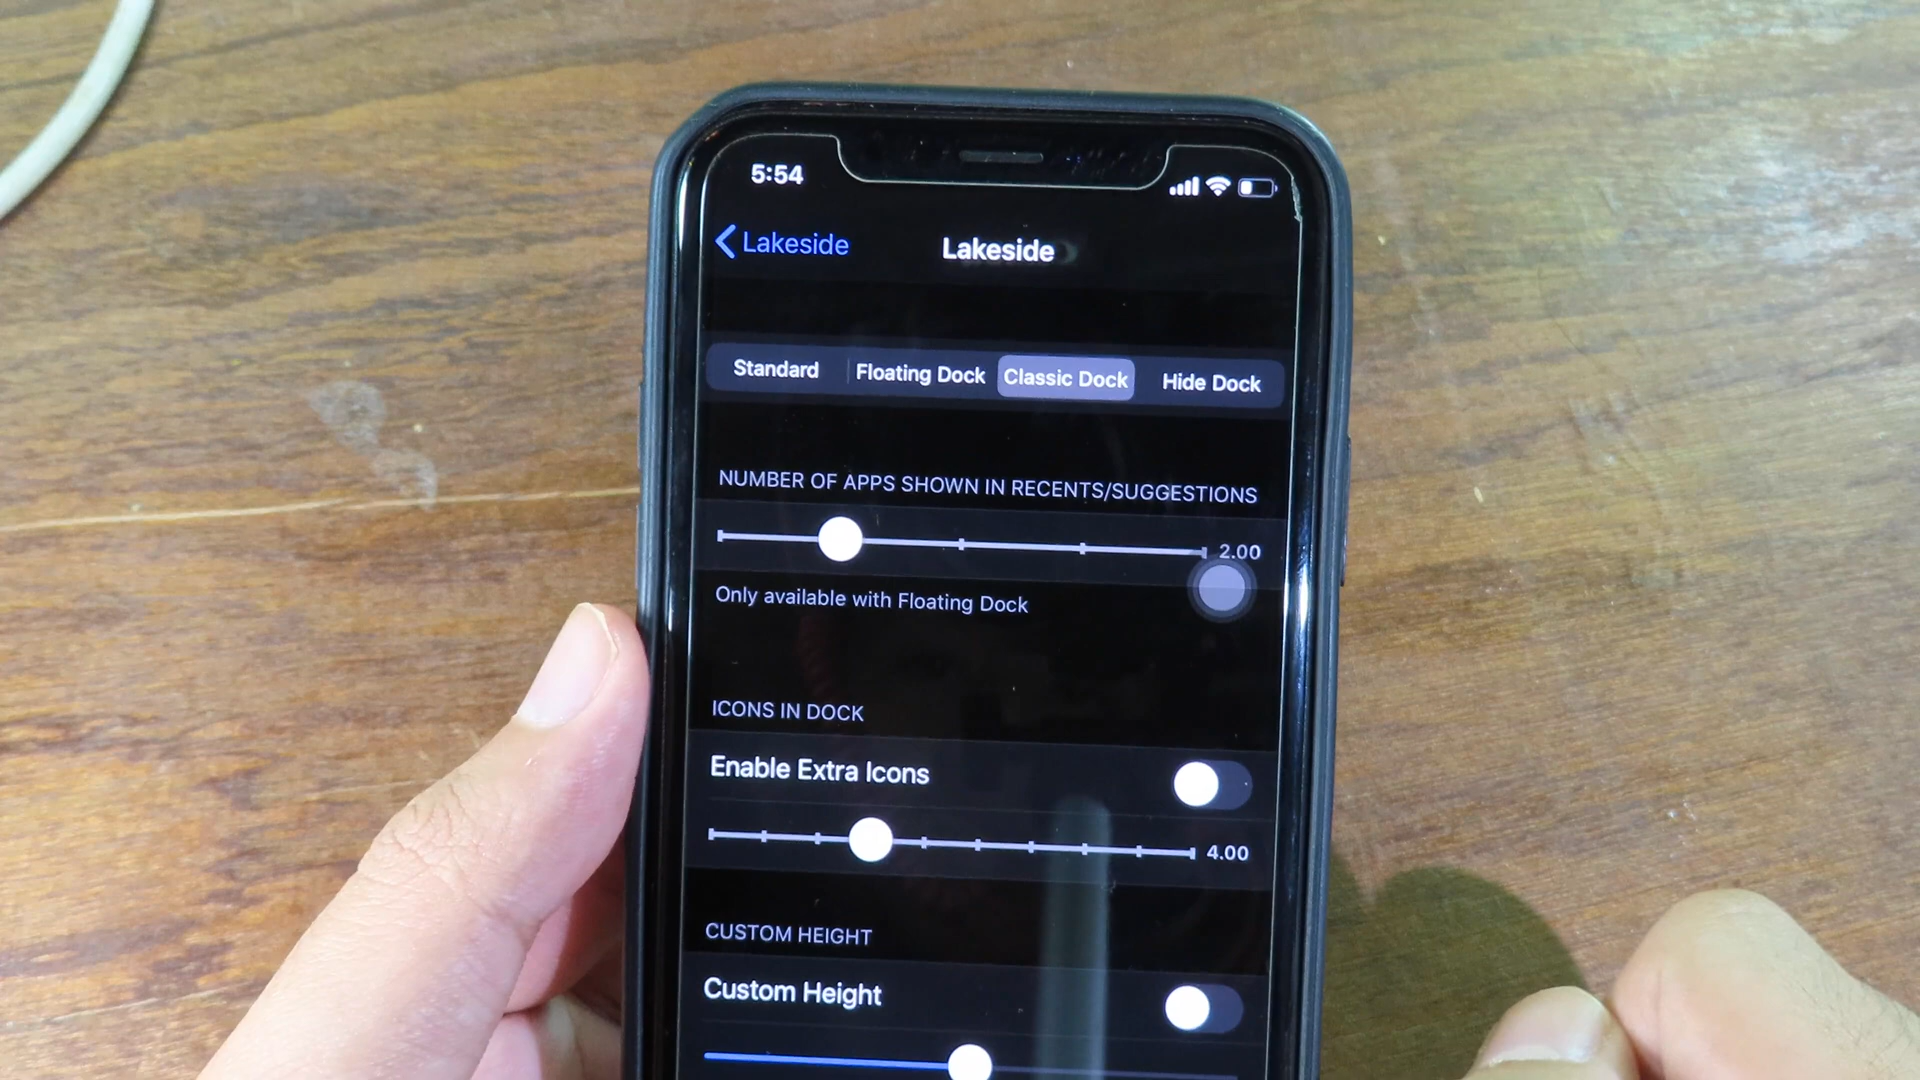 5:54
Lakeside
Lakeside
Standard
Floating Dock
Classic Dock
Hide Dock
NUMBER OF APPS SHOWN IN RECENTS/SUGGESTIONS
2.00
Only available with Floating Dock
ICONS IN DOCK
Enable Extra Icons
4.00
CUSTOM HEIGHT
Custom Height